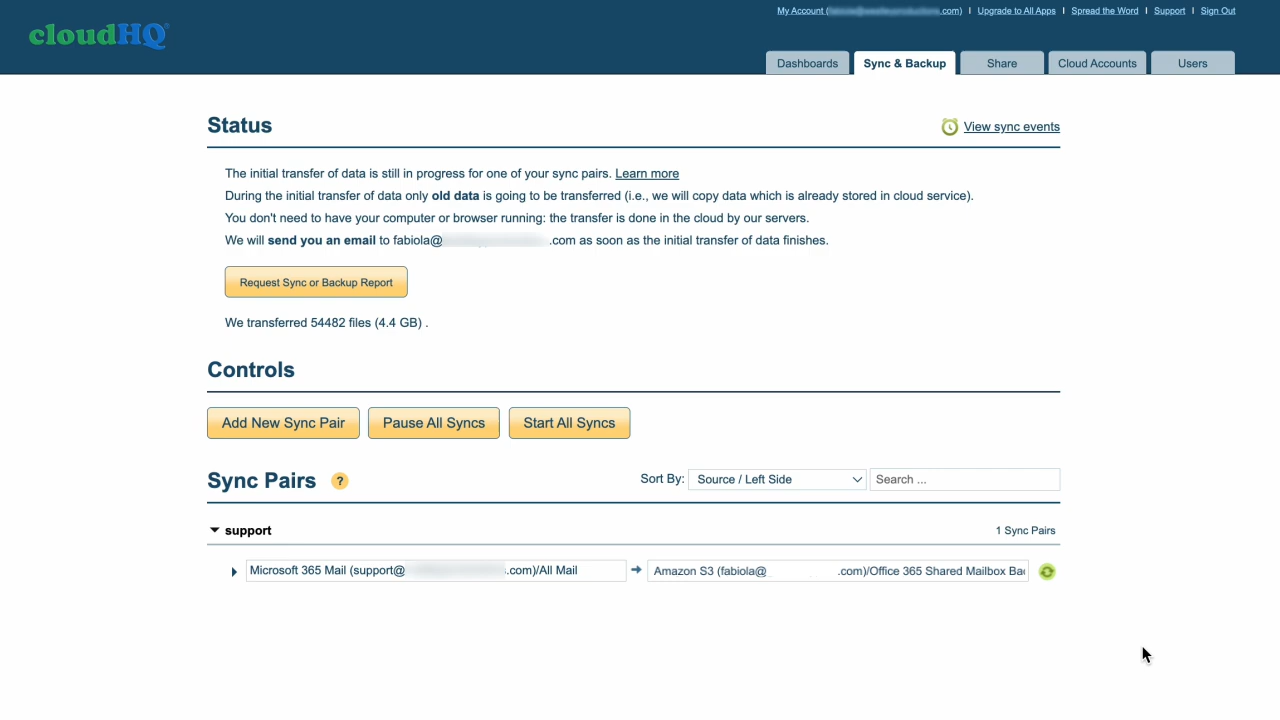 My Account ( .com) | Upgrade to All Apps | Spread the Word | Support | Sign Out
cloudHQ®
Dashboards Sync & Backup Share Cloud Accounts Users
Status
View sync events
The initial transfer of data is still in progress for one of your sync pairs. Learn more
During the initial transfer of data only old data is going to be transferred (i.e., we will copy data which is already stored in cloud service).
You don't need to have your computer or browser running: the transfer is done in the cloud by our servers.
We will send you an email to fabiola@ .com as soon as the initial transfer of data finishes.
Request Sync or Backup Report
We transferred 54482 files (4.4 GB) .
Controls
Add New Sync Pair Pause All Syncs Start All Syncs
Sync Pairs ? Sort By: Source / Left Side Search ...
support 1 Sync Pairs
Microsoft 365 Mail (support@ .com)/All Mail Amazon S3 (fabiola@ .com)/Office 365 Shared Mailbox Bac